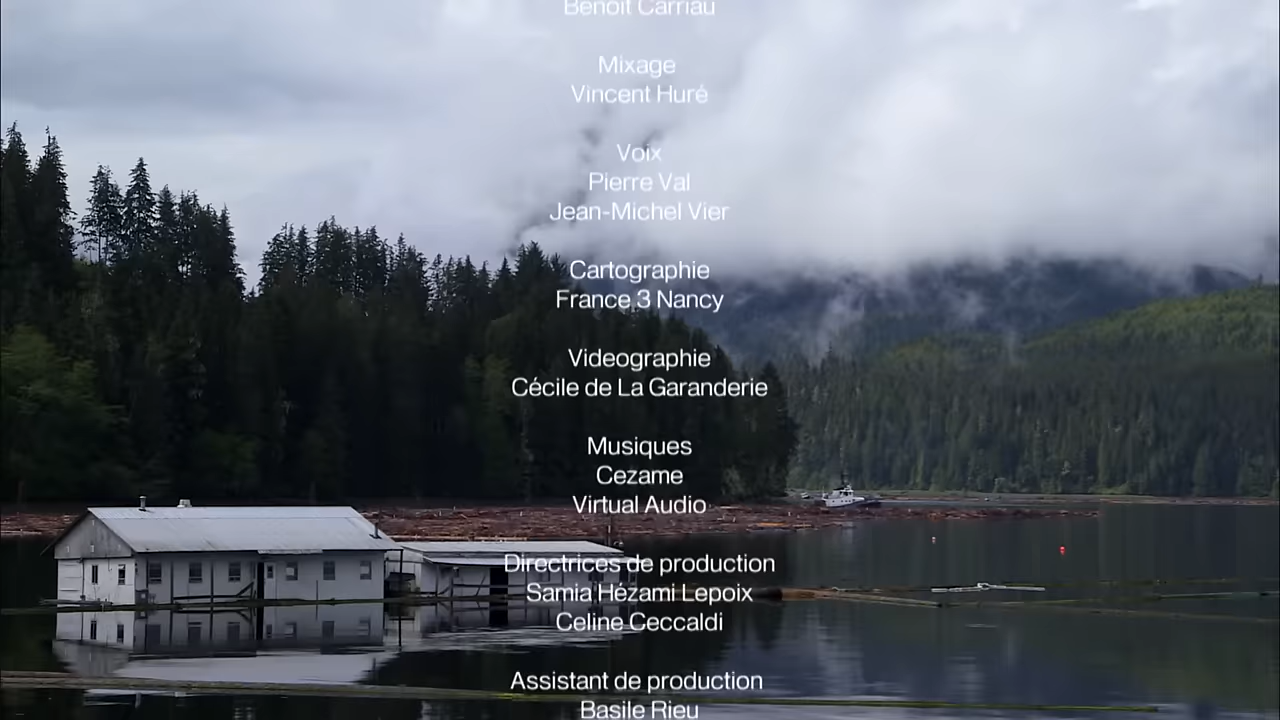 Benoît Carriau
Mixage
Vincent Huré
Voix
Pierre Val
Jean-Michel Vier
Cartographie
France 3 Nancy
Videographie
Cécile de La Garanderie
Musiques
Cezame
Virtual Audio
Directrices de production
Samia Hézami Lepoix
Celine Ceccaldi
Assistant de production
Basile Rieu